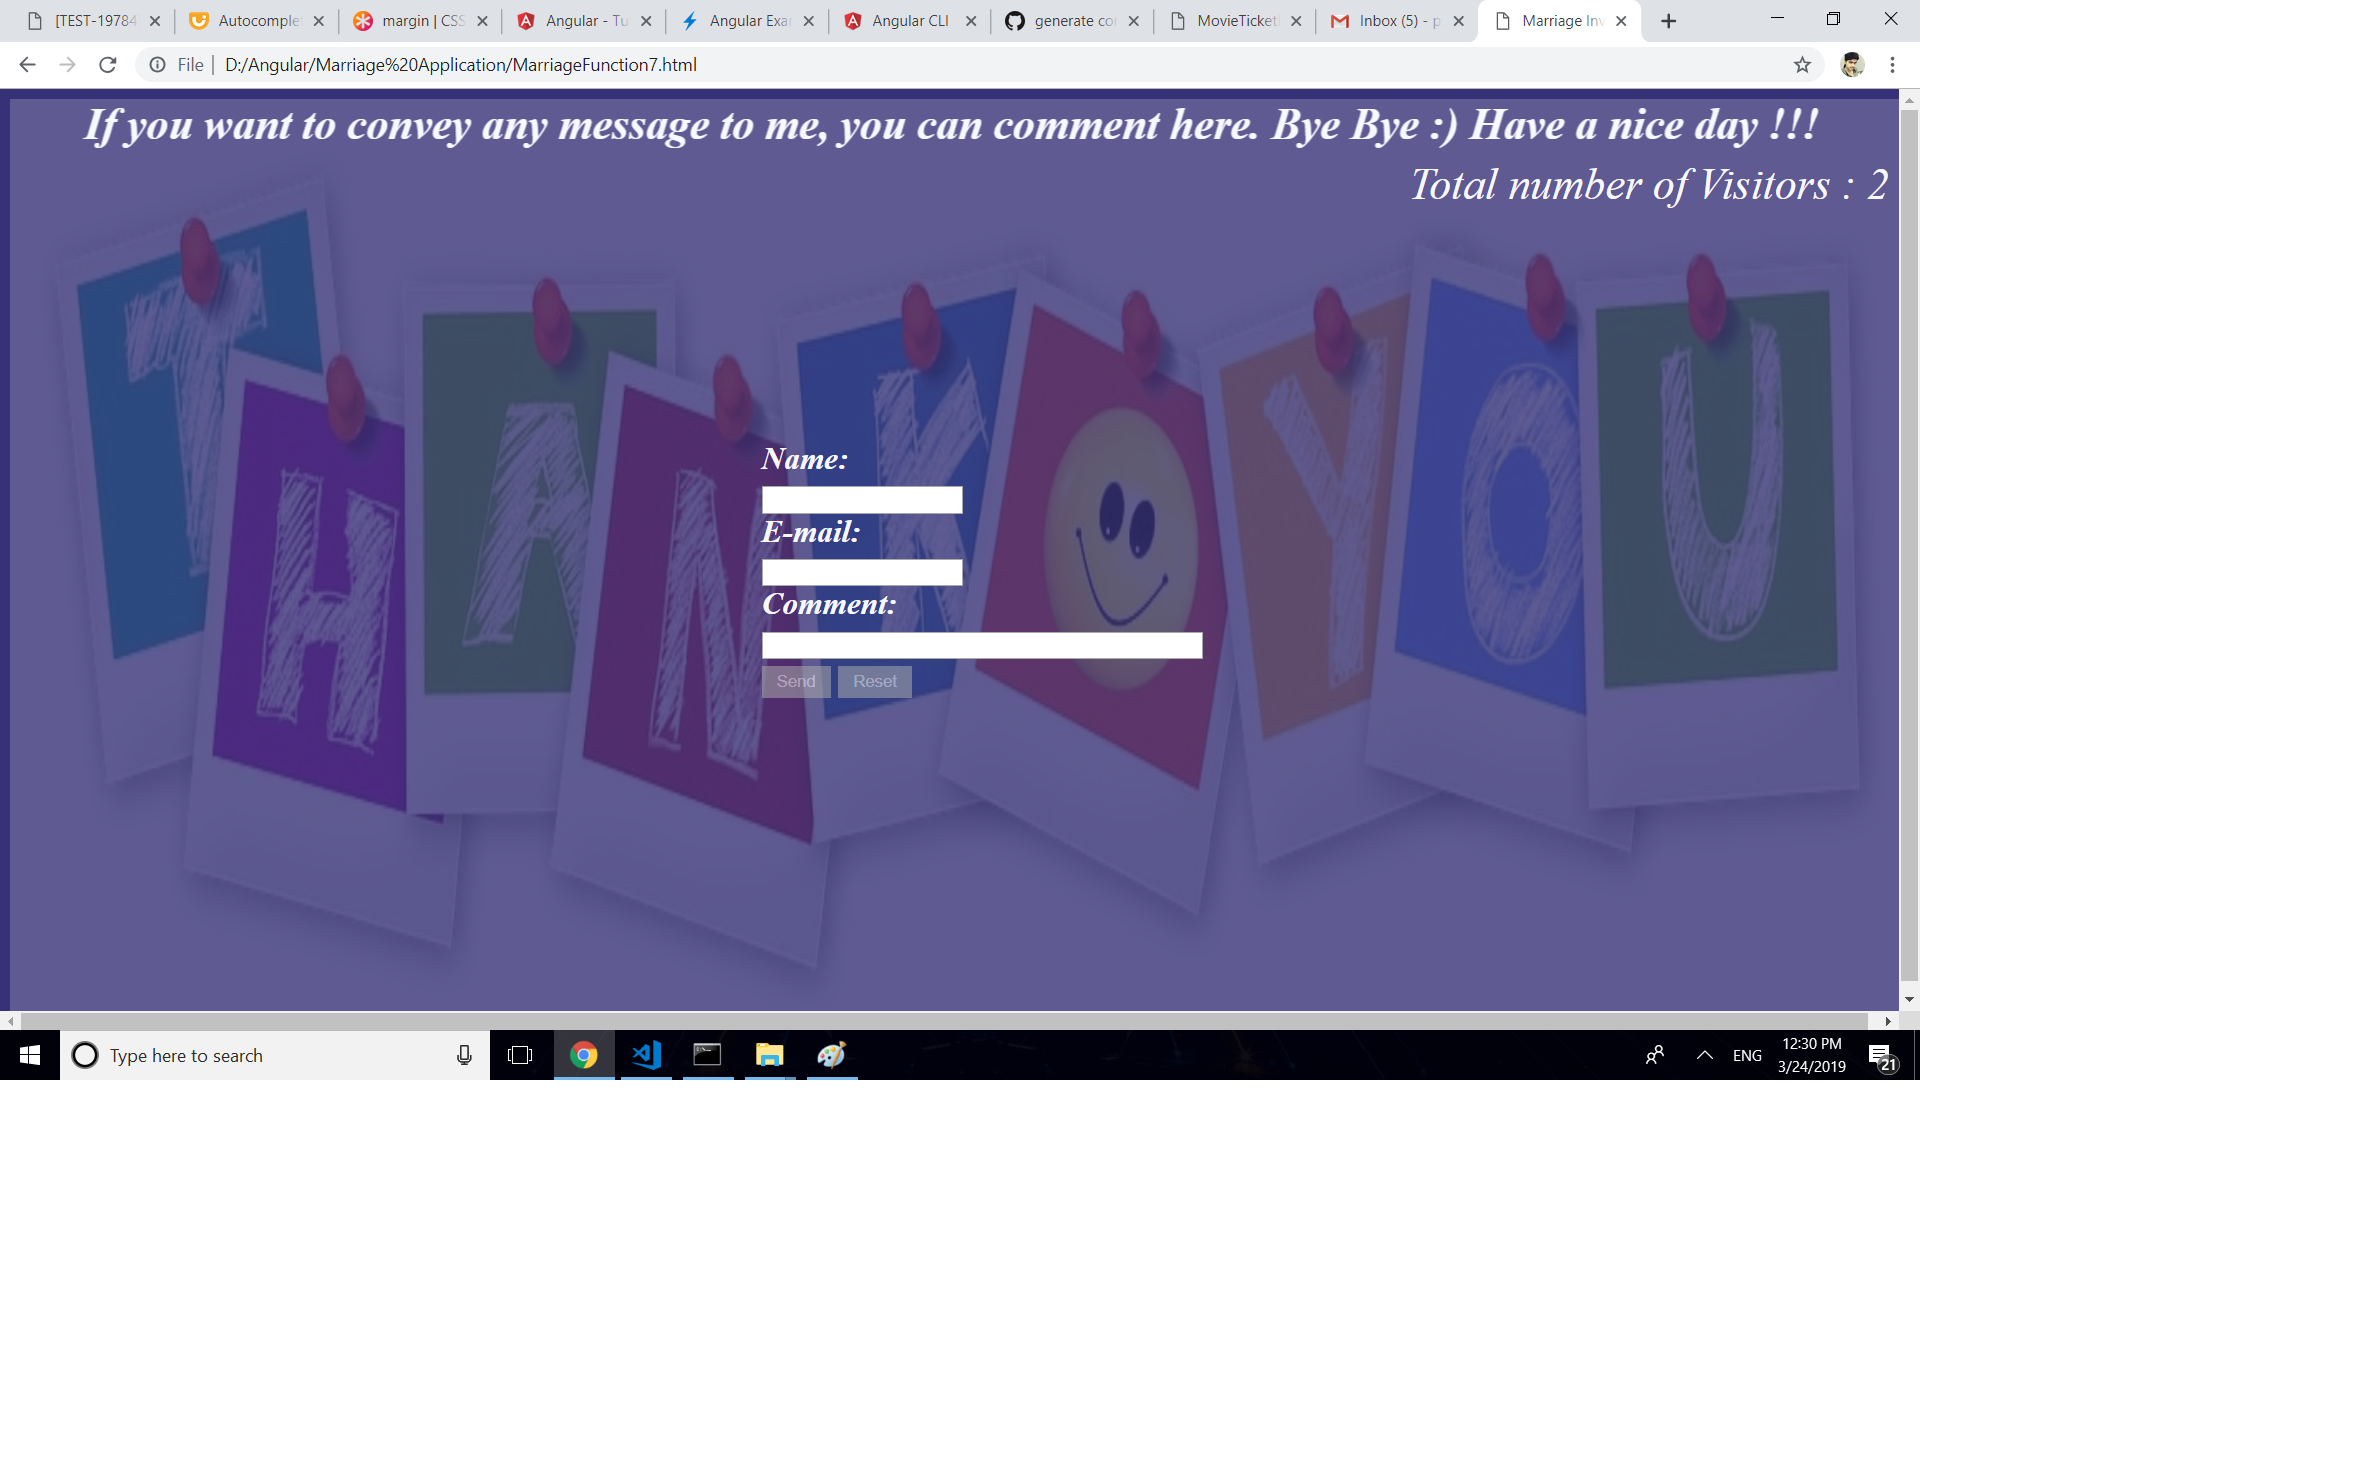 [TEST-19784
Autocomple
margin | CSS
Angular - Tu
Angular Exa
Angular CLI
generate co
MovieTicket
Inbox (5) - p
Marriage Inv
File
D:/Angular/Marriage%20Application/MarriageFunction7.html
If you want to convey any message to me, you can comment here. Bye Bye :) Have a nice day !!!
Total number of Visitors : 2
T H A N K Y O U
Name:
E-mail:
Comment:
Send Reset
Type here to search
ENG
12:30 PM
3/24/2019
21